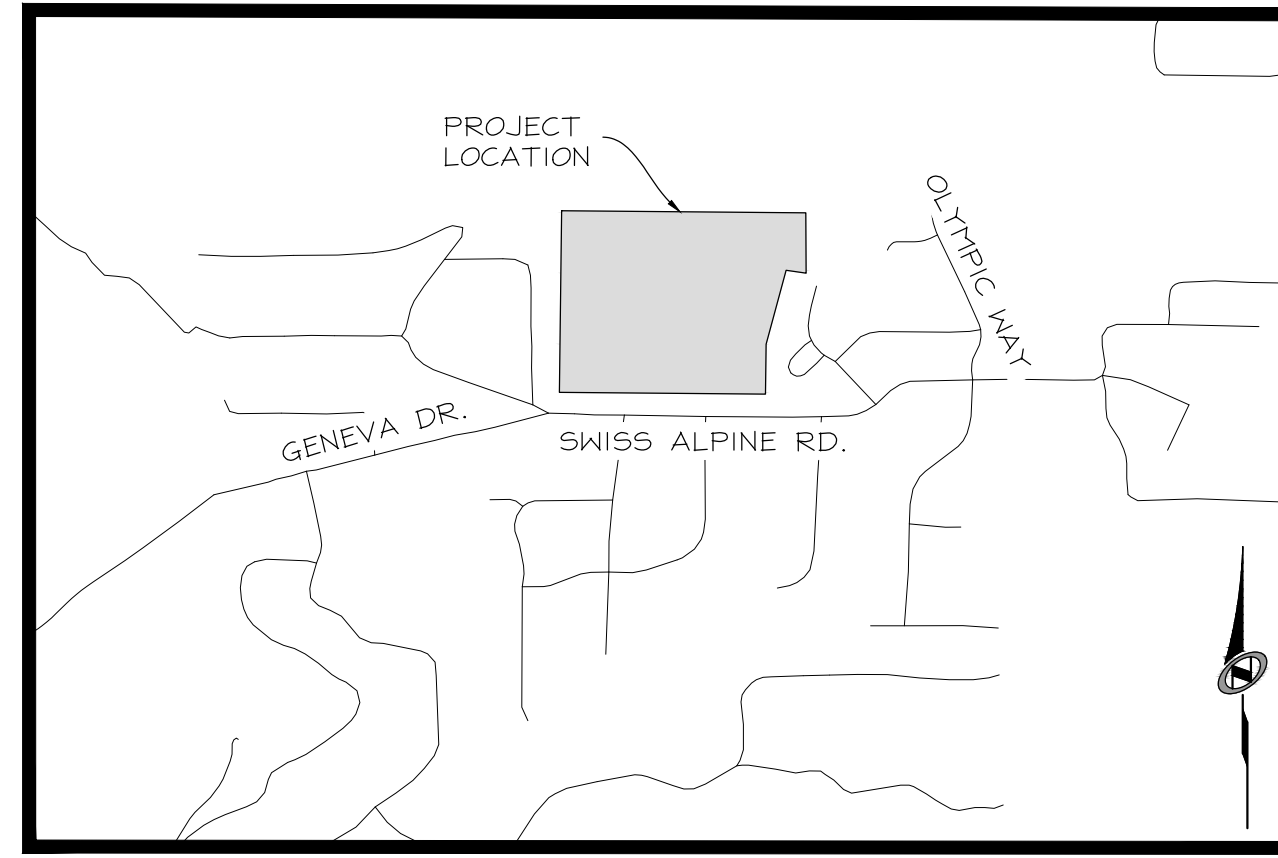 PROJECT
LOCATION
OLYMPIC WAY
GENEVA DR.
SWISS ALPINE RD.
N